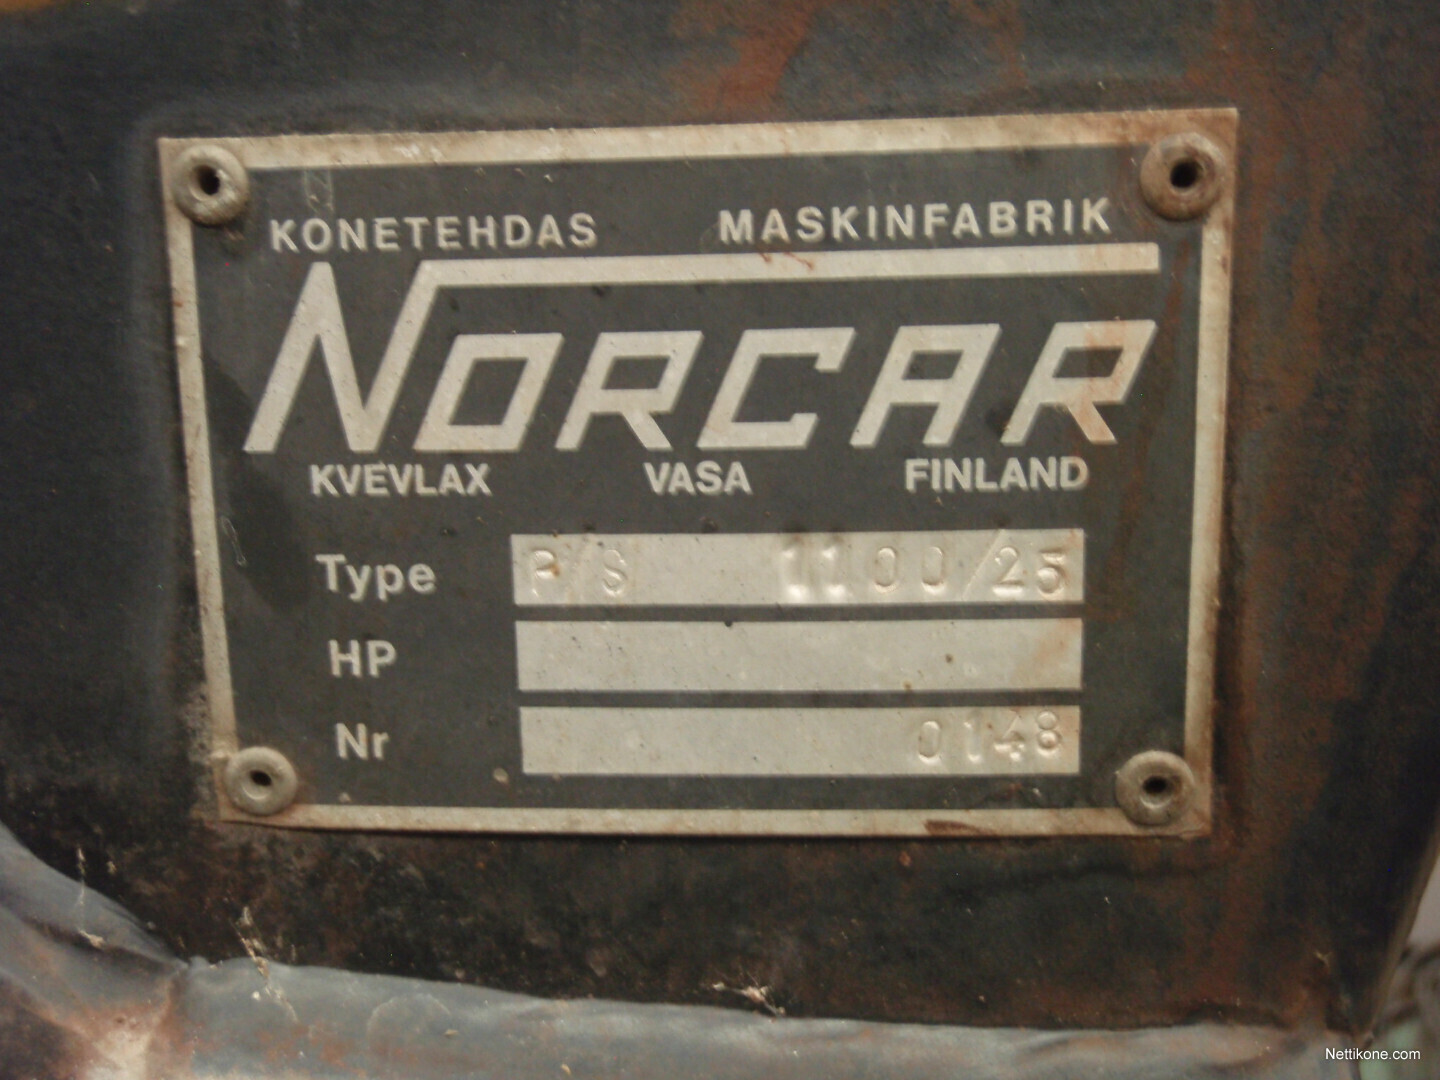 KONETEHDAS MASKINFABRIK
NORCAR
KVEVLAX VASA FINLAND
Type P/S 1100/25
HP
Nr 0148
Nettikone.com